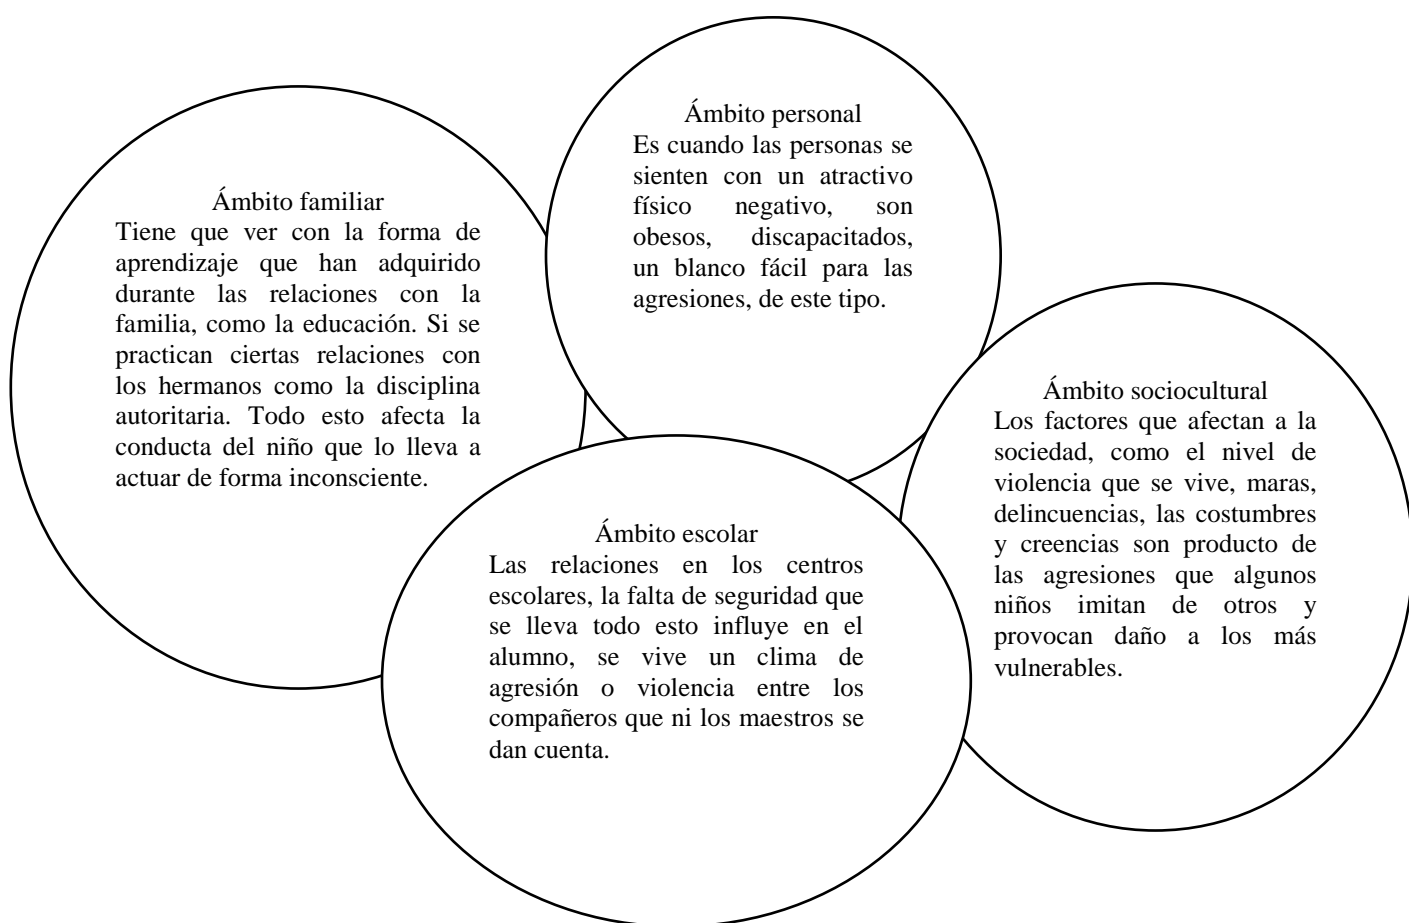 Ámbito personal
Es cuando las personas se
sienten con un atractivo
físico negativo, son
obesos, discapacitados,
un blanco fácil para las
agresiones, de este tipo.
Ámbito familiar
Tiene que ver con la forma de
aprendizaje que han adquirido
durante las relaciones con la
familia, como la educación. Si se
practican ciertas relaciones con
los hermanos como la disciplina
autoritaria. Todo esto afecta la
conducta del niño que lo lleva a
actuar de forma inconsciente.
Ámbito sociocultural
Los factores que afectan a la
sociedad, como el nivel de
violencia que se vive, maras,
delincuencias, las costumbres
y creencias son producto de
las agresiones que algunos
niños imitan de otros y
provocan daño a los más
vulnerables.
Ámbito escolar
Las relaciones en los centros
escolares, la falta de seguridad que
se lleva todo esto influye en el
alumno, se vive un clima de
agresión o violencia entre los
compañeros que ni los maestros se
dan cuenta.